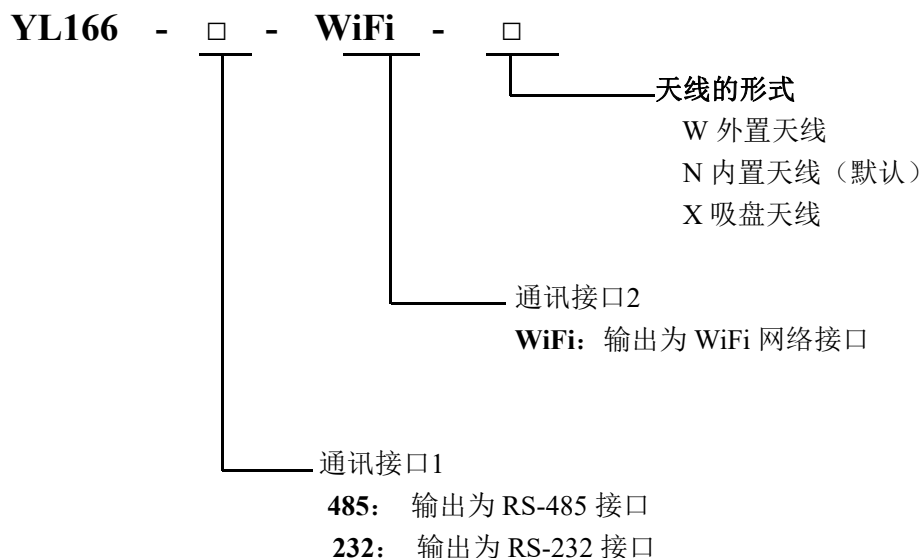 YL166 - □ - WiFi - □
天线的形式
W 外置天线
N 内置天线（默认）
X 吸盘天线
通讯接口2
WiFi：输出为 WiFi 网络接口
通讯接口1
485： 输出为 RS-485 接口
232： 输出为 RS-232 接口